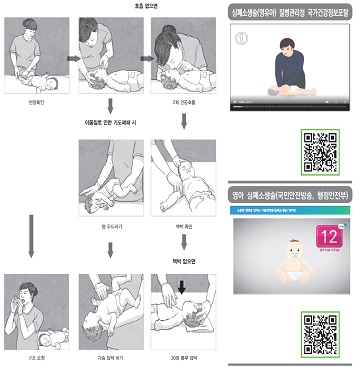 호흡 없으면
반응확인
2회 인공호흡
이물질로 인한 기도폐쇄 시
등 두드리기
맥박 확인
맥박 없으면
구조 요청
가슴 압박 하기
30회 흉부 압박
심폐소생술(영유아) 질병관리청 국가건강정보포털
영아 심폐소생술(국민안전방송, 행정안전부)
12